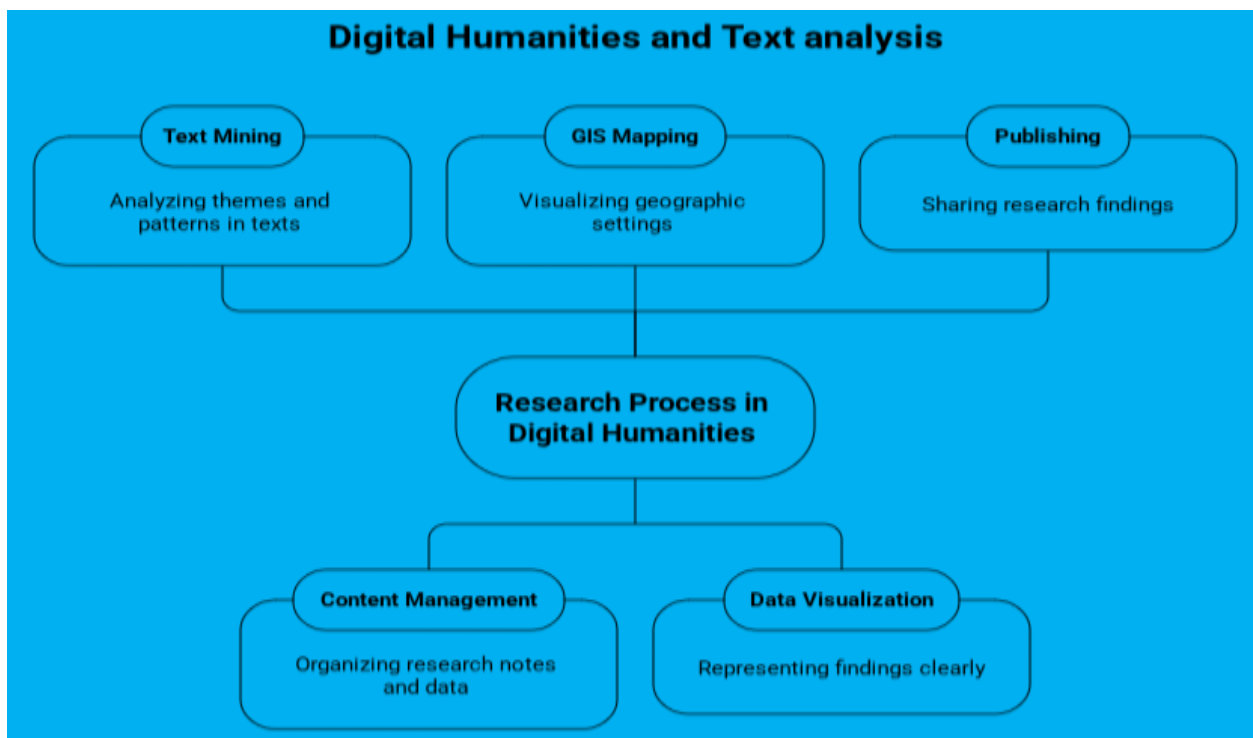 Digital Humanities and Text analysis
Text Mining
Analyzing themes and
patterns in texts
GIS Mapping
Visualizing geographic
settings
Publishing
Sharing research findings
Research Process in
Digital Humanities
Content Management
Organizing research notes
and data
Data Visualization
Representing findings clearly